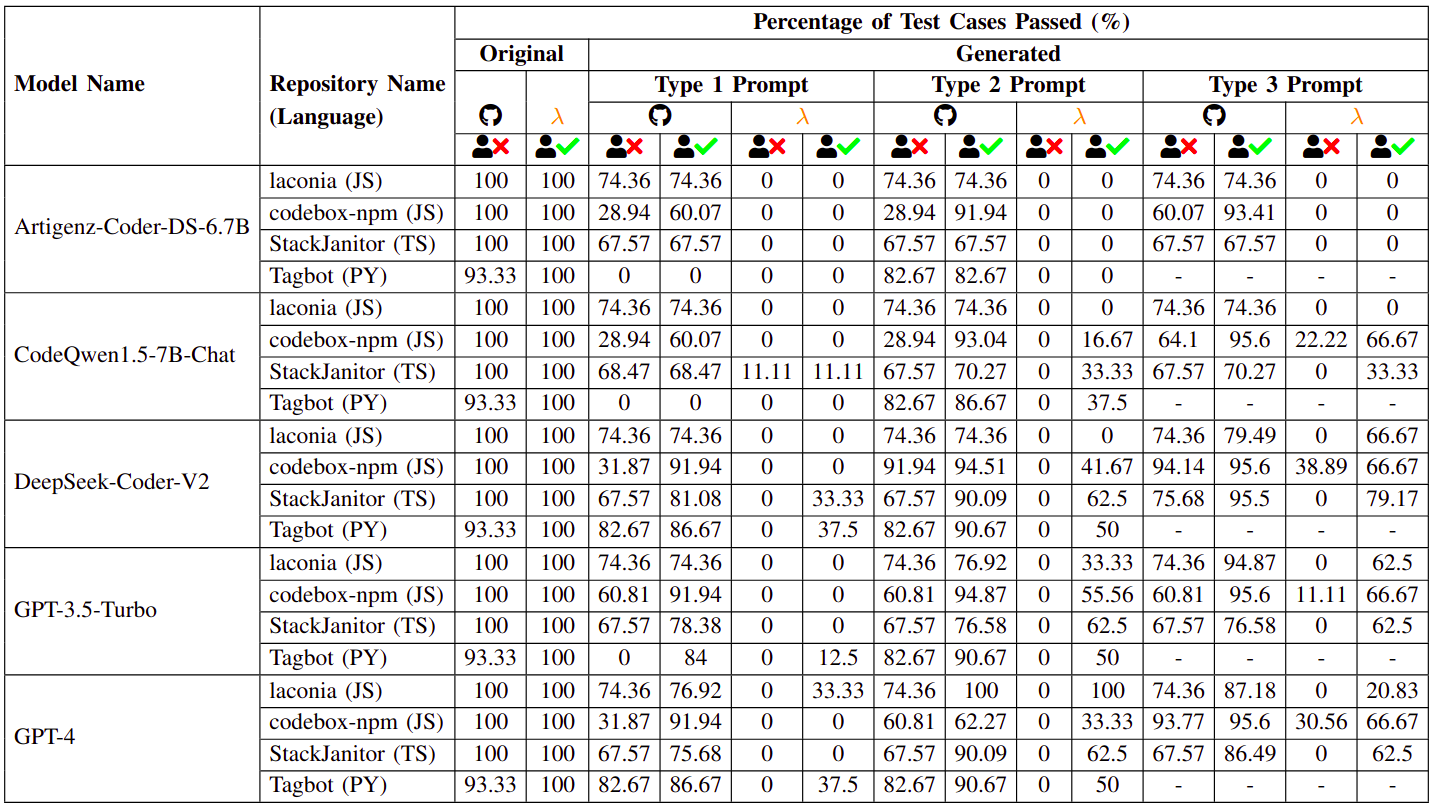 Percentage of Test Cases Passed (%)
Original Generated
Model Name Repository Name (Language) Type 1 Prompt Type 2 Prompt Type 3 Prompt
λ λ λ λ
Artigenz-Coder-DS-6.7B
laconia (JS) 100 100 74.36 74.36 0 0 74.36 74.36 0 0 74.36 74.36 0 0
codebox-npm (JS) 100 100 28.94 60.07 0 0 28.94 91.94 0 0 60.07 93.41 0 0
StackJanitor (TS) 100 100 67.57 67.57 0 0 67.57 67.57 0 0 67.57 67.57 0 0
Tagbot (PY) 93.33 100 0 0 0 0 82.67 82.67 0 0 - - - -
CodeQwen1.5-7B-Chat
laconia (JS) 100 100 74.36 74.36 0 0 74.36 74.36 0 0 74.36 74.36 0 0
codebox-npm (JS) 100 100 28.94 60.07 0 0 28.94 93.04 0 16.67 64.1 95.6 22.22 66.67
StackJanitor (TS) 100 100 68.47 68.47 11.11 11.11 67.57 70.27 0 33.33 67.57 70.27 0 33.33
Tagbot (PY) 93.33 100 0 0 0 0 82.67 86.67 0 37.5 - - - -
DeepSeek-Coder-V2
laconia (JS) 100 100 74.36 74.36 0 0 74.36 74.36 0 0 74.36 79.49 0 66.67
codebox-npm (JS) 100 100 31.87 91.94 0 0 91.94 94.51 0 41.67 94.14 95.6 38.89 66.67
StackJanitor (TS) 100 100 67.57 81.08 0 33.33 67.57 90.09 0 62.5 75.68 95.5 0 79.17
Tagbot (PY) 93.33 100 82.67 86.67 0 37.5 82.67 90.67 0 50 - - - -
GPT-3.5-Turbo
laconia (JS) 100 100 74.36 74.36 0 0 74.36 76.92 0 33.33 74.36 94.87 0 62.5
codebox-npm (JS) 100 100 60.81 91.94 0 0 60.81 94.87 0 55.56 60.81 95.6 11.11 66.67
StackJanitor (TS) 100 100 67.57 78.38 0 0 67.57 76.58 0 62.5 67.57 76.58 0 62.5
Tagbot (PY) 93.33 100 0 84 0 12.5 82.67 90.67 0 50 - - - -
GPT-4
laconia (JS) 100 100 74.36 76.92 0 33.33 74.36 100 0 100 74.36 87.18 0 20.83
codebox-npm (JS) 100 100 31.87 91.94 0 0 60.81 62.27 0 33.33 93.77 95.6 30.56 66.67
StackJanitor (TS) 100 100 67.57 75.68 0 0 67.57 90.09 0 62.5 67.57 86.49 0 62.5
Tagbot (PY) 93.33 100 82.67 86.67 0 37.5 82.67 90.67 0 50 - - - -